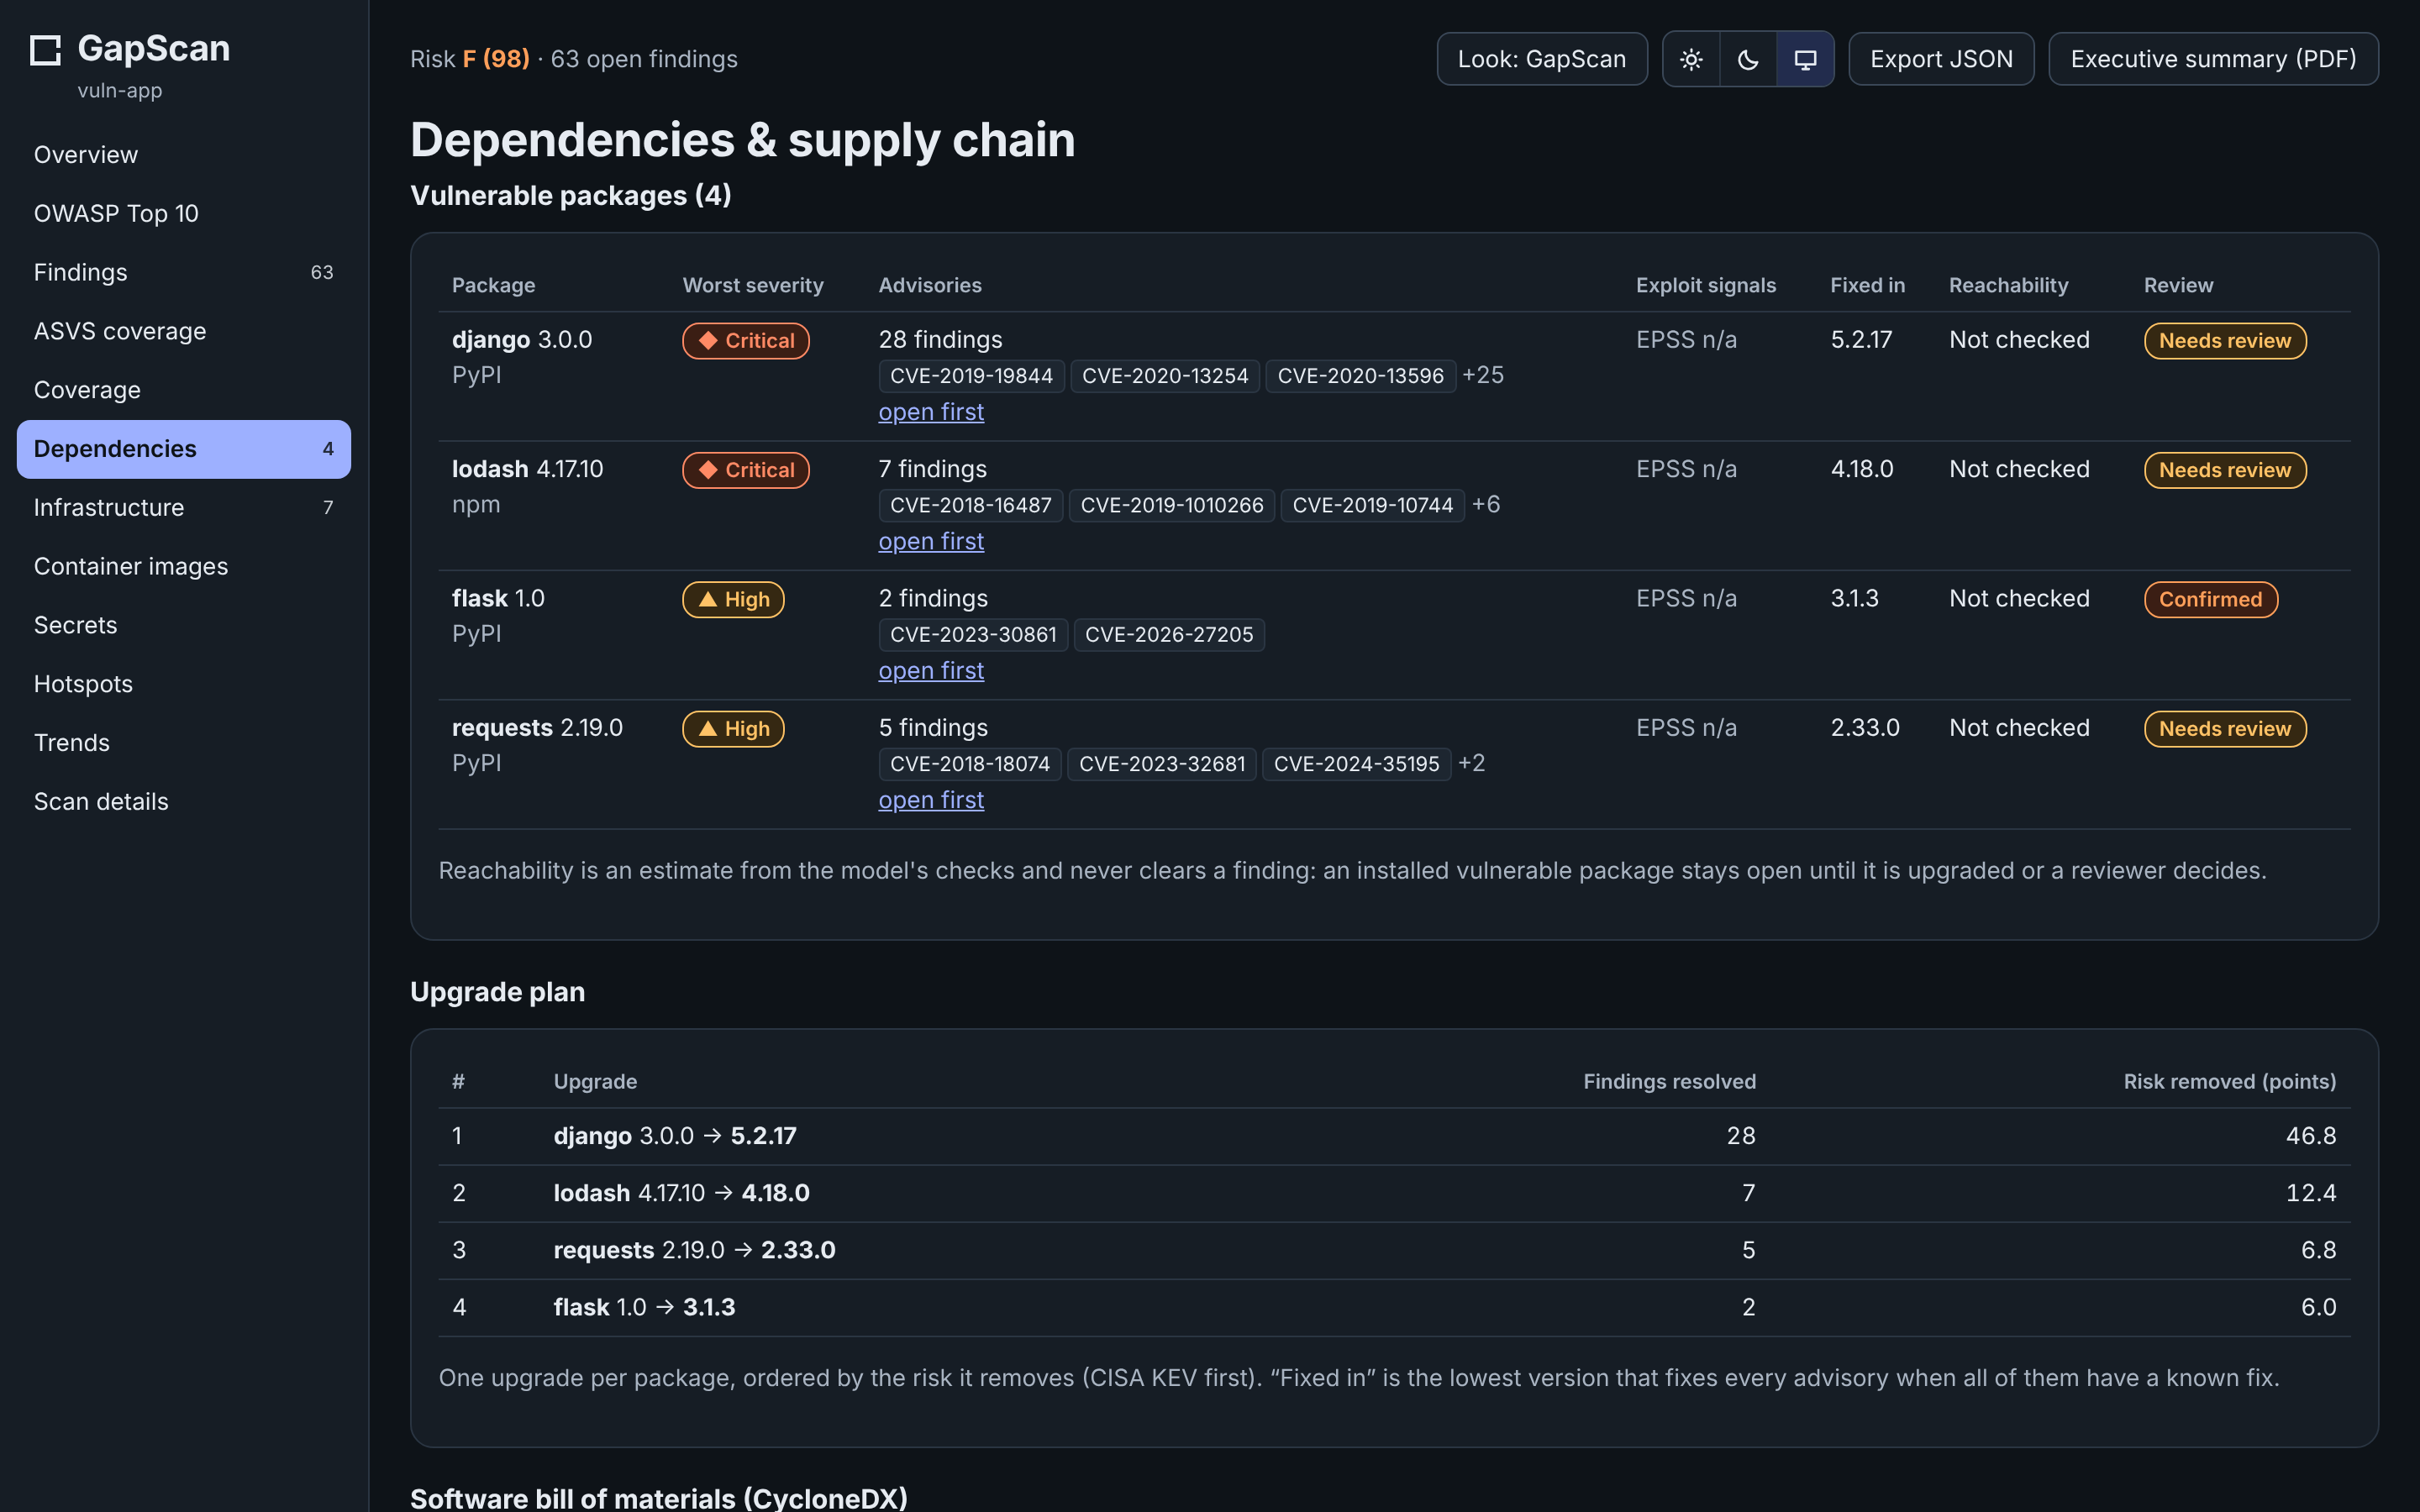 GapScan
vuln-app
Overview
OWASP Top 10
Findings 63
ASVS coverage
Coverage
Dependencies 4
Infrastructure 7
Container images
Secrets
Hotspots
Trends
Scan details
Risk F (98) · 63 open findings
Look: GapScan
Export JSON
Executive summary (PDF)
Dependencies & supply chain
Vulnerable packages (4)
Package Worst severity Advisories Exploit signals Fixed in Reachability Review
django 3.0.0 Critical 28 findings EPSS n/a 5.2.17 Not checked Needs review
PyPI CVE-2019-19844 CVE-2020-13254 CVE-2020-13596 +25
open first
lodash 4.17.10 Critical 7 findings EPSS n/a 4.18.0 Not checked Needs review
npm CVE-2018-16487 CVE-2019-1010266 CVE-2019-10744 +6
open first
flask 1.0 High 2 findings EPSS n/a 3.1.3 Not checked Confirmed
PyPI CVE-2023-30861 CVE-2026-27205
open first
requests 2.19.0 High 5 findings EPSS n/a 2.33.0 Not checked Needs review
PyPI CVE-2018-18074 CVE-2023-32681 CVE-2024-35195 +2
open first
Reachability is an estimate from the model's checks and never clears a finding: an installed vulnerable package stays open until it is upgraded or a reviewer decides.
Upgrade plan
# Upgrade Findings resolved Risk removed (points)
1 django 3.0.0 → 5.2.17 28 46.8
2 lodash 4.17.10 → 4.18.0 7 12.4
3 requests 2.19.0 → 2.33.0 5 6.8
4 flask 1.0 → 3.1.3 2 6.0
One upgrade per package, ordered by the risk it removes (CISA KEV first). “Fixed in” is the lowest version that fixes every advisory when all of them have a known fix.
Software bill of materials (CycloneDX)